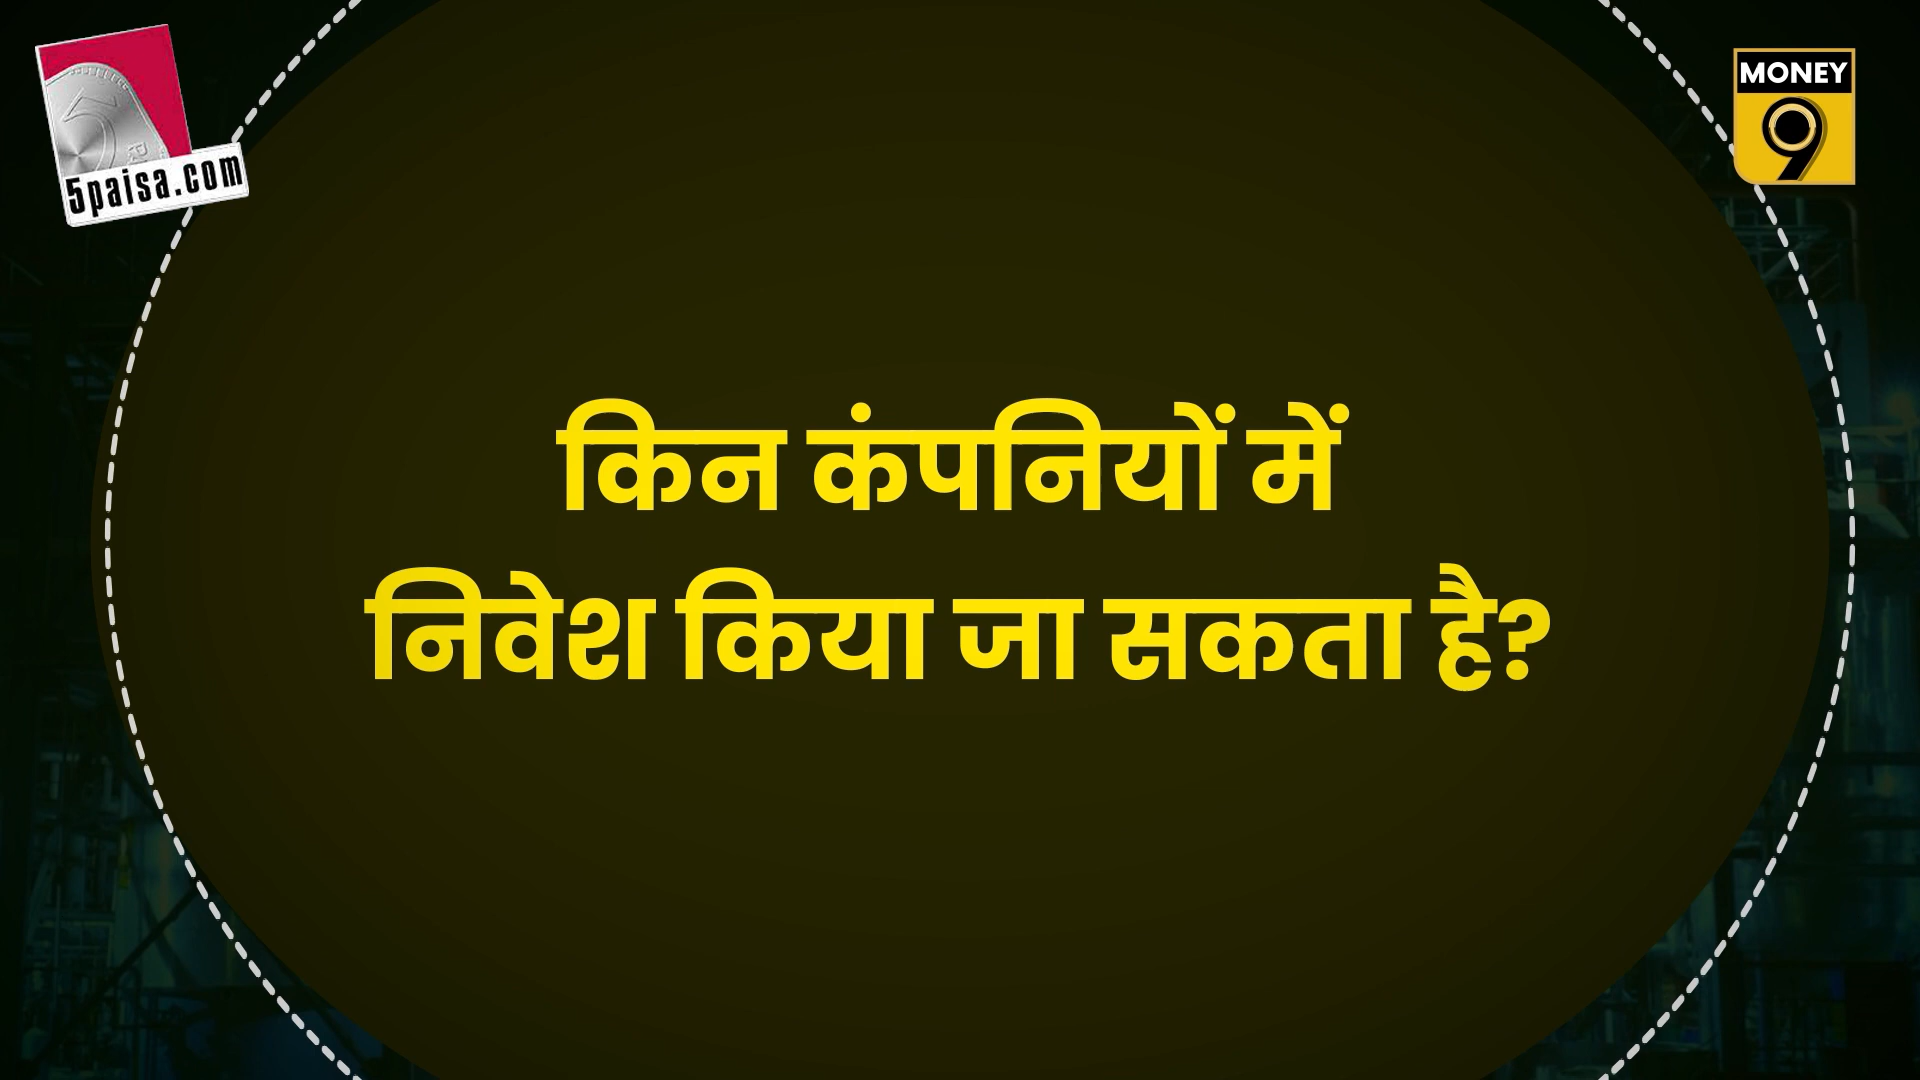 5paisa.com
MONEY
9
किन कंपनियों में
निवेश किया जा सकता है?